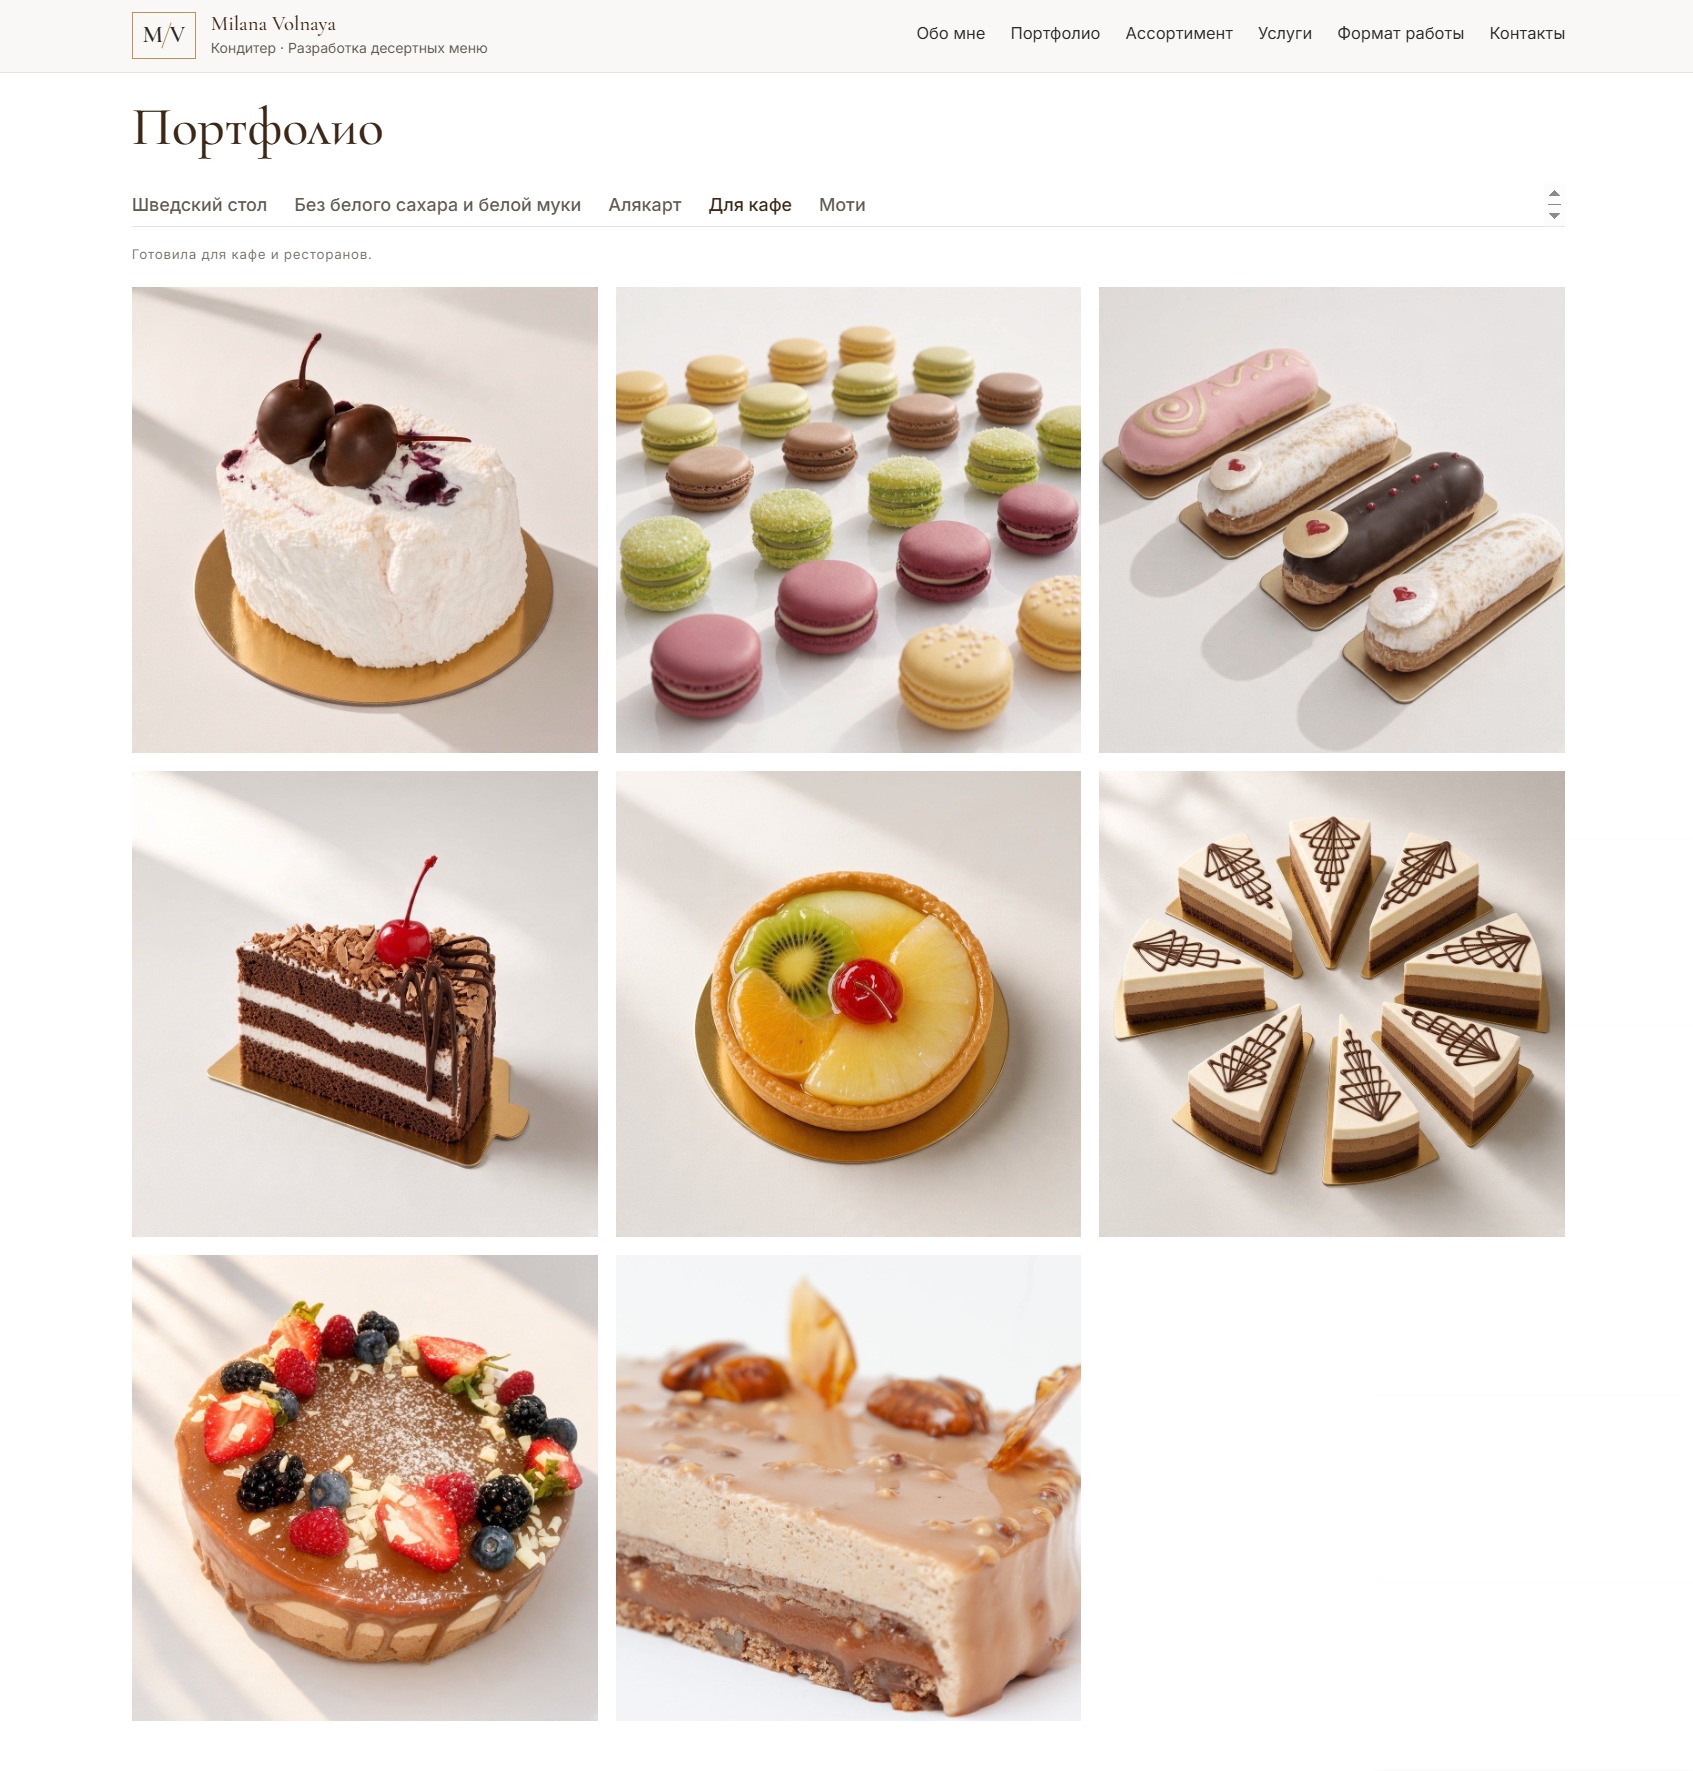 M/V
Milana Volnaya
Кондитер · Разработка десертных меню
Обо мне Портфолио Ассортимент Услуги Формат работы Контакты
Портфолио
Шведский стол Без белого сахара и белой муки Алякарт Для кафе Моти
Готовила для кафе и ресторанов.